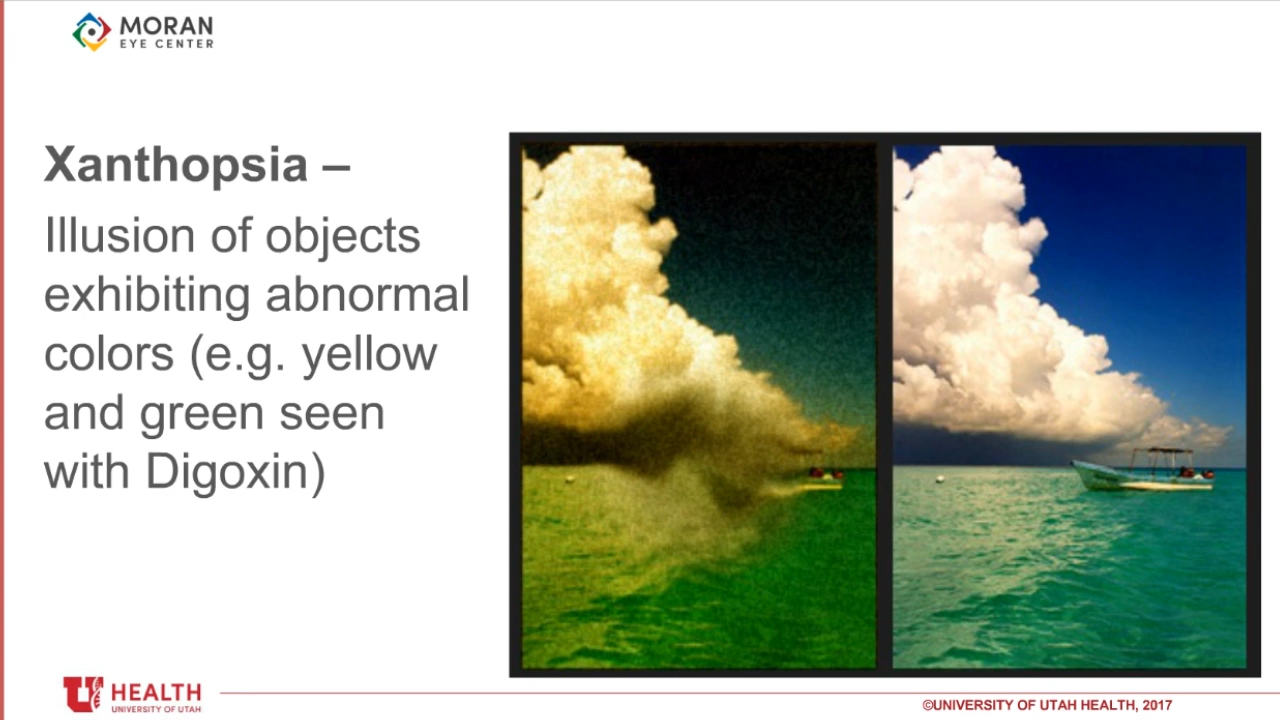 MORAN
EYE CENTER
Xanthopsia –
Illusion of objects
exhibiting abnormal
colors (e.g. yellow
and green seen
with Digoxin)
U HEALTH
UNIVERSITY OF UTAH
©UNIVERSITY OF UTAH HEALTH, 2017